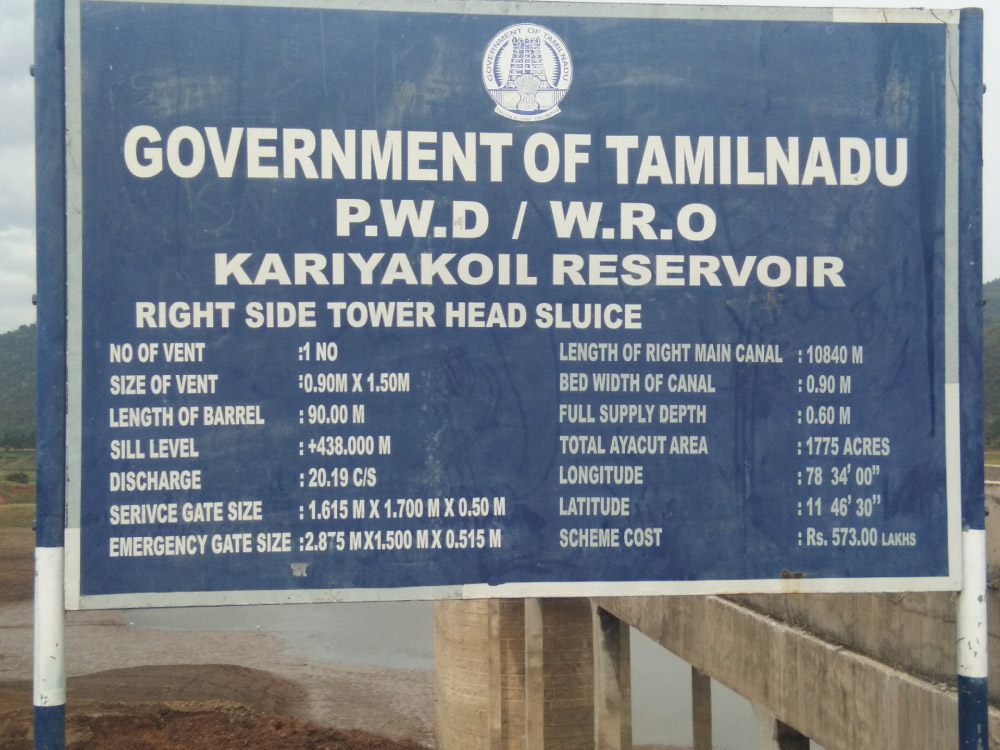 GOVERNMENT OF TAMILNADU
GOVERNMENT OF TAMILNADU
P.W.D / W.R.O
KARIYAKOIL RESERVOIR
RIGHT SIDE TOWER HEAD SLUICE
NO OF VENT :1 NO
SIZE OF VENT :0.90M X 1.50M
LENGTH OF BARREL : 90.00 M
SILL LEVEL : +438.000 M
DISCHARGE : 20.19 C/S
SERIVCE GATE SIZE : 1.615 M X 1.700 M X 0.50 M
EMERGENCY GATE SIZE :2.875 MX1.500 M X 0.515 M
LENGTH OF RIGHT MAIN CANAL : 10840 M
BED WIDTH OF CANAL : 0.90 M
FULL SUPPLY DEPTH : 0.60 M
TOTAL AYACUT AREA : 1775 ACRES
LONGITUDE : 78 34' 00"
LATITUDE : 11 46' 30"
SCHEME COST : Rs. 573.00 LAKHS